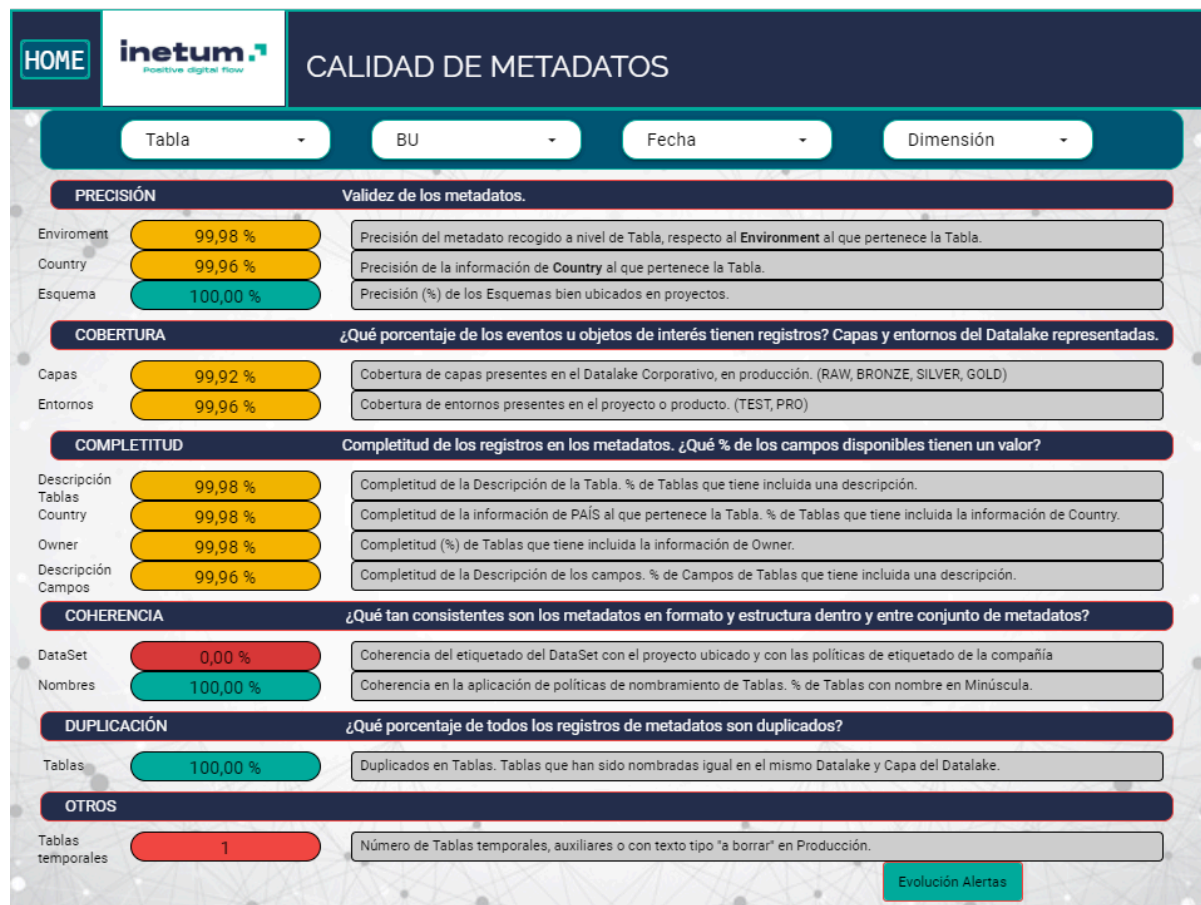 HOME
inetum.
Positive digital flow
CALIDAD DE METADATOS
Tabla
BU
Fecha
Dimensión
PRECISIÓN
Validez de los metadatos.
Enviroment
99,98 %
Precisión del metadato recogido a nivel de Tabla, respecto al Environment al que pertenece la Tabla.
Country
99,96 %
Precisión de la información de Country al que pertenece la Tabla.
Esquema
100,00 %
Precisión (%) de los Esquemas bien ubicados en proyectos.
COBERTURA
¿Qué porcentaje de los eventos u objetos de interés tienen registros? Capas y entornos del Datalake representadas.
Capas
99,92 %
Cobertura de capas presentes en el Datalake Corporativo, en producción. (RAW, BRONZE, SILVER, GOLD)
Entornos
99,96 %
Cobertura de entornos presentes en el proyecto o producto. (TEST, PRO)
COMPLETITUD
Completitud de los registros en los metadatos. ¿Qué % de los campos disponibles tienen un valor?
Descripción
Tablas
99,98 %
Completitud de la Descripción de la Tabla. % de Tablas que tiene incluida una descripción.
Country
99,98 %
Completitud de la información de PAÍS al que pertenece la Tabla. % de Tablas que tiene incluida la información de Country.
Owner
99,98 %
Completitud (%) de Tablas que tiene incluida la información de Owner.
Descripción
Campos
99,96 %
Completitud de la Descripción de los campos. % de Campos de Tablas que tiene incluida una descripción.
COHERENCIA
¿Qué tan consistentes son los metadatos en formato y estructura dentro y entre conjunto de metadatos?
DataSet
0,00 %
Coherencia del etiquetado del DataSet con el proyecto ubicado y con las políticas de etiquetado de la compañía
Nombres
100,00 %
Coherencia en la aplicación de políticas de nombramiento de Tablas. % de Tablas con nombre en Minúscula.
DUPLICACIÓN
¿Qué porcentaje de todos los registros de metadatos son duplicados?
Tablas
100,00 %
Duplicados en Tablas. Tablas que han sido nombradas igual en el mismo Datalake y Capa del Datalake.
OTROS
Tablas
temporales
1
Número de Tablas temporales, auxiliares o con texto tipo "a borrar" en Producción.
Evolución Alertas